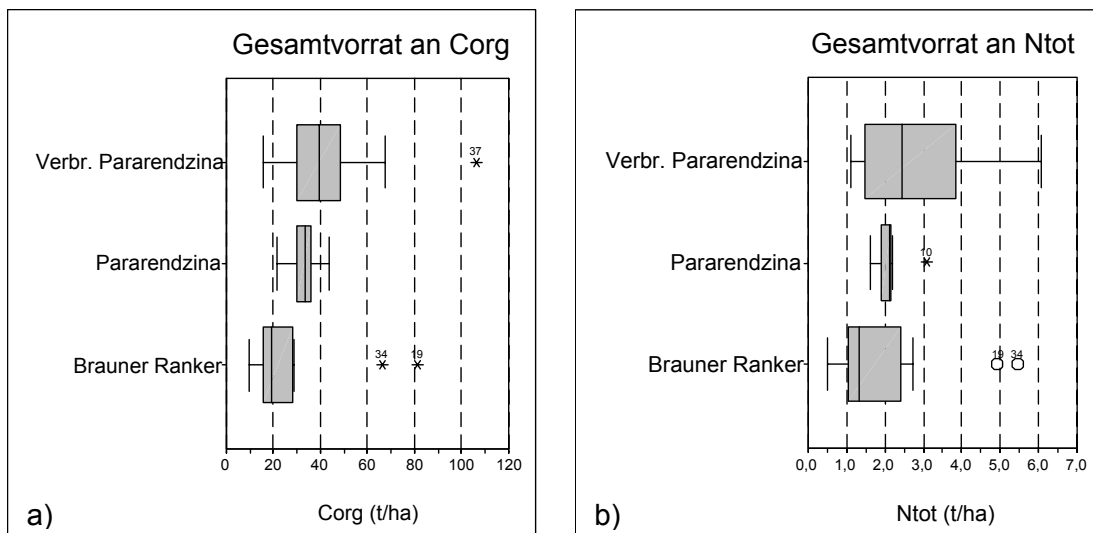 Gesamtvorrat an Corg
Verbr. Pararendzina
37
Pararendzina
Brauner Ranker
34
19
0 20 40 60 80 100 120
Corg (t/ha)
a)
Gesamtvorrat an Ntot
Verbr. Pararendzina
Pararendzina
10
Brauner Ranker
19
34
0,0 1,0 2,0 3,0 4,0 5,0 6,0 7,0
Ntot (t/ha)
b)